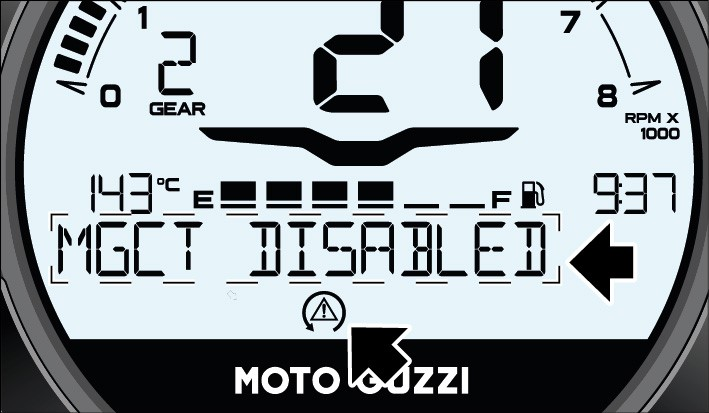 1
7
2
21
0
GEAR
8
RPM X
1000
143°C
E
F
9:37
MGCT DISABLED
MOTO GUZZI